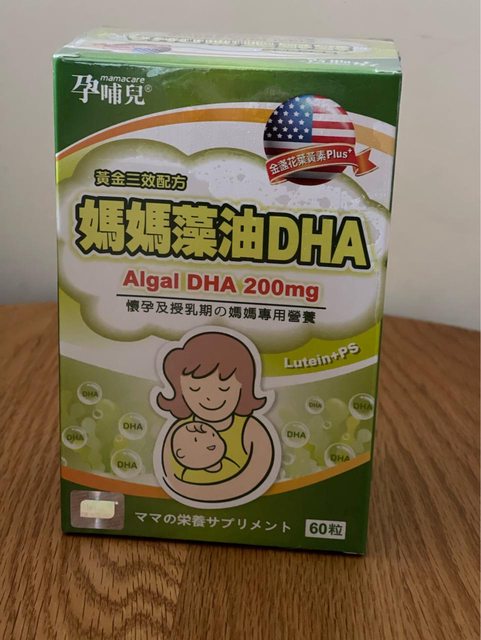 mamacare
孕哺兒®
金盞花葉黃素Plus+
黃金三效配方
媽媽藻油DHA
Algal DHA 200mg
懷孕及授乳期の媽媽專用營養
Lutein+PS
DHA
DHA
DHA
DHA
DHA
DHA
DHA
DHA
ママの栄養サプリメント
60粒